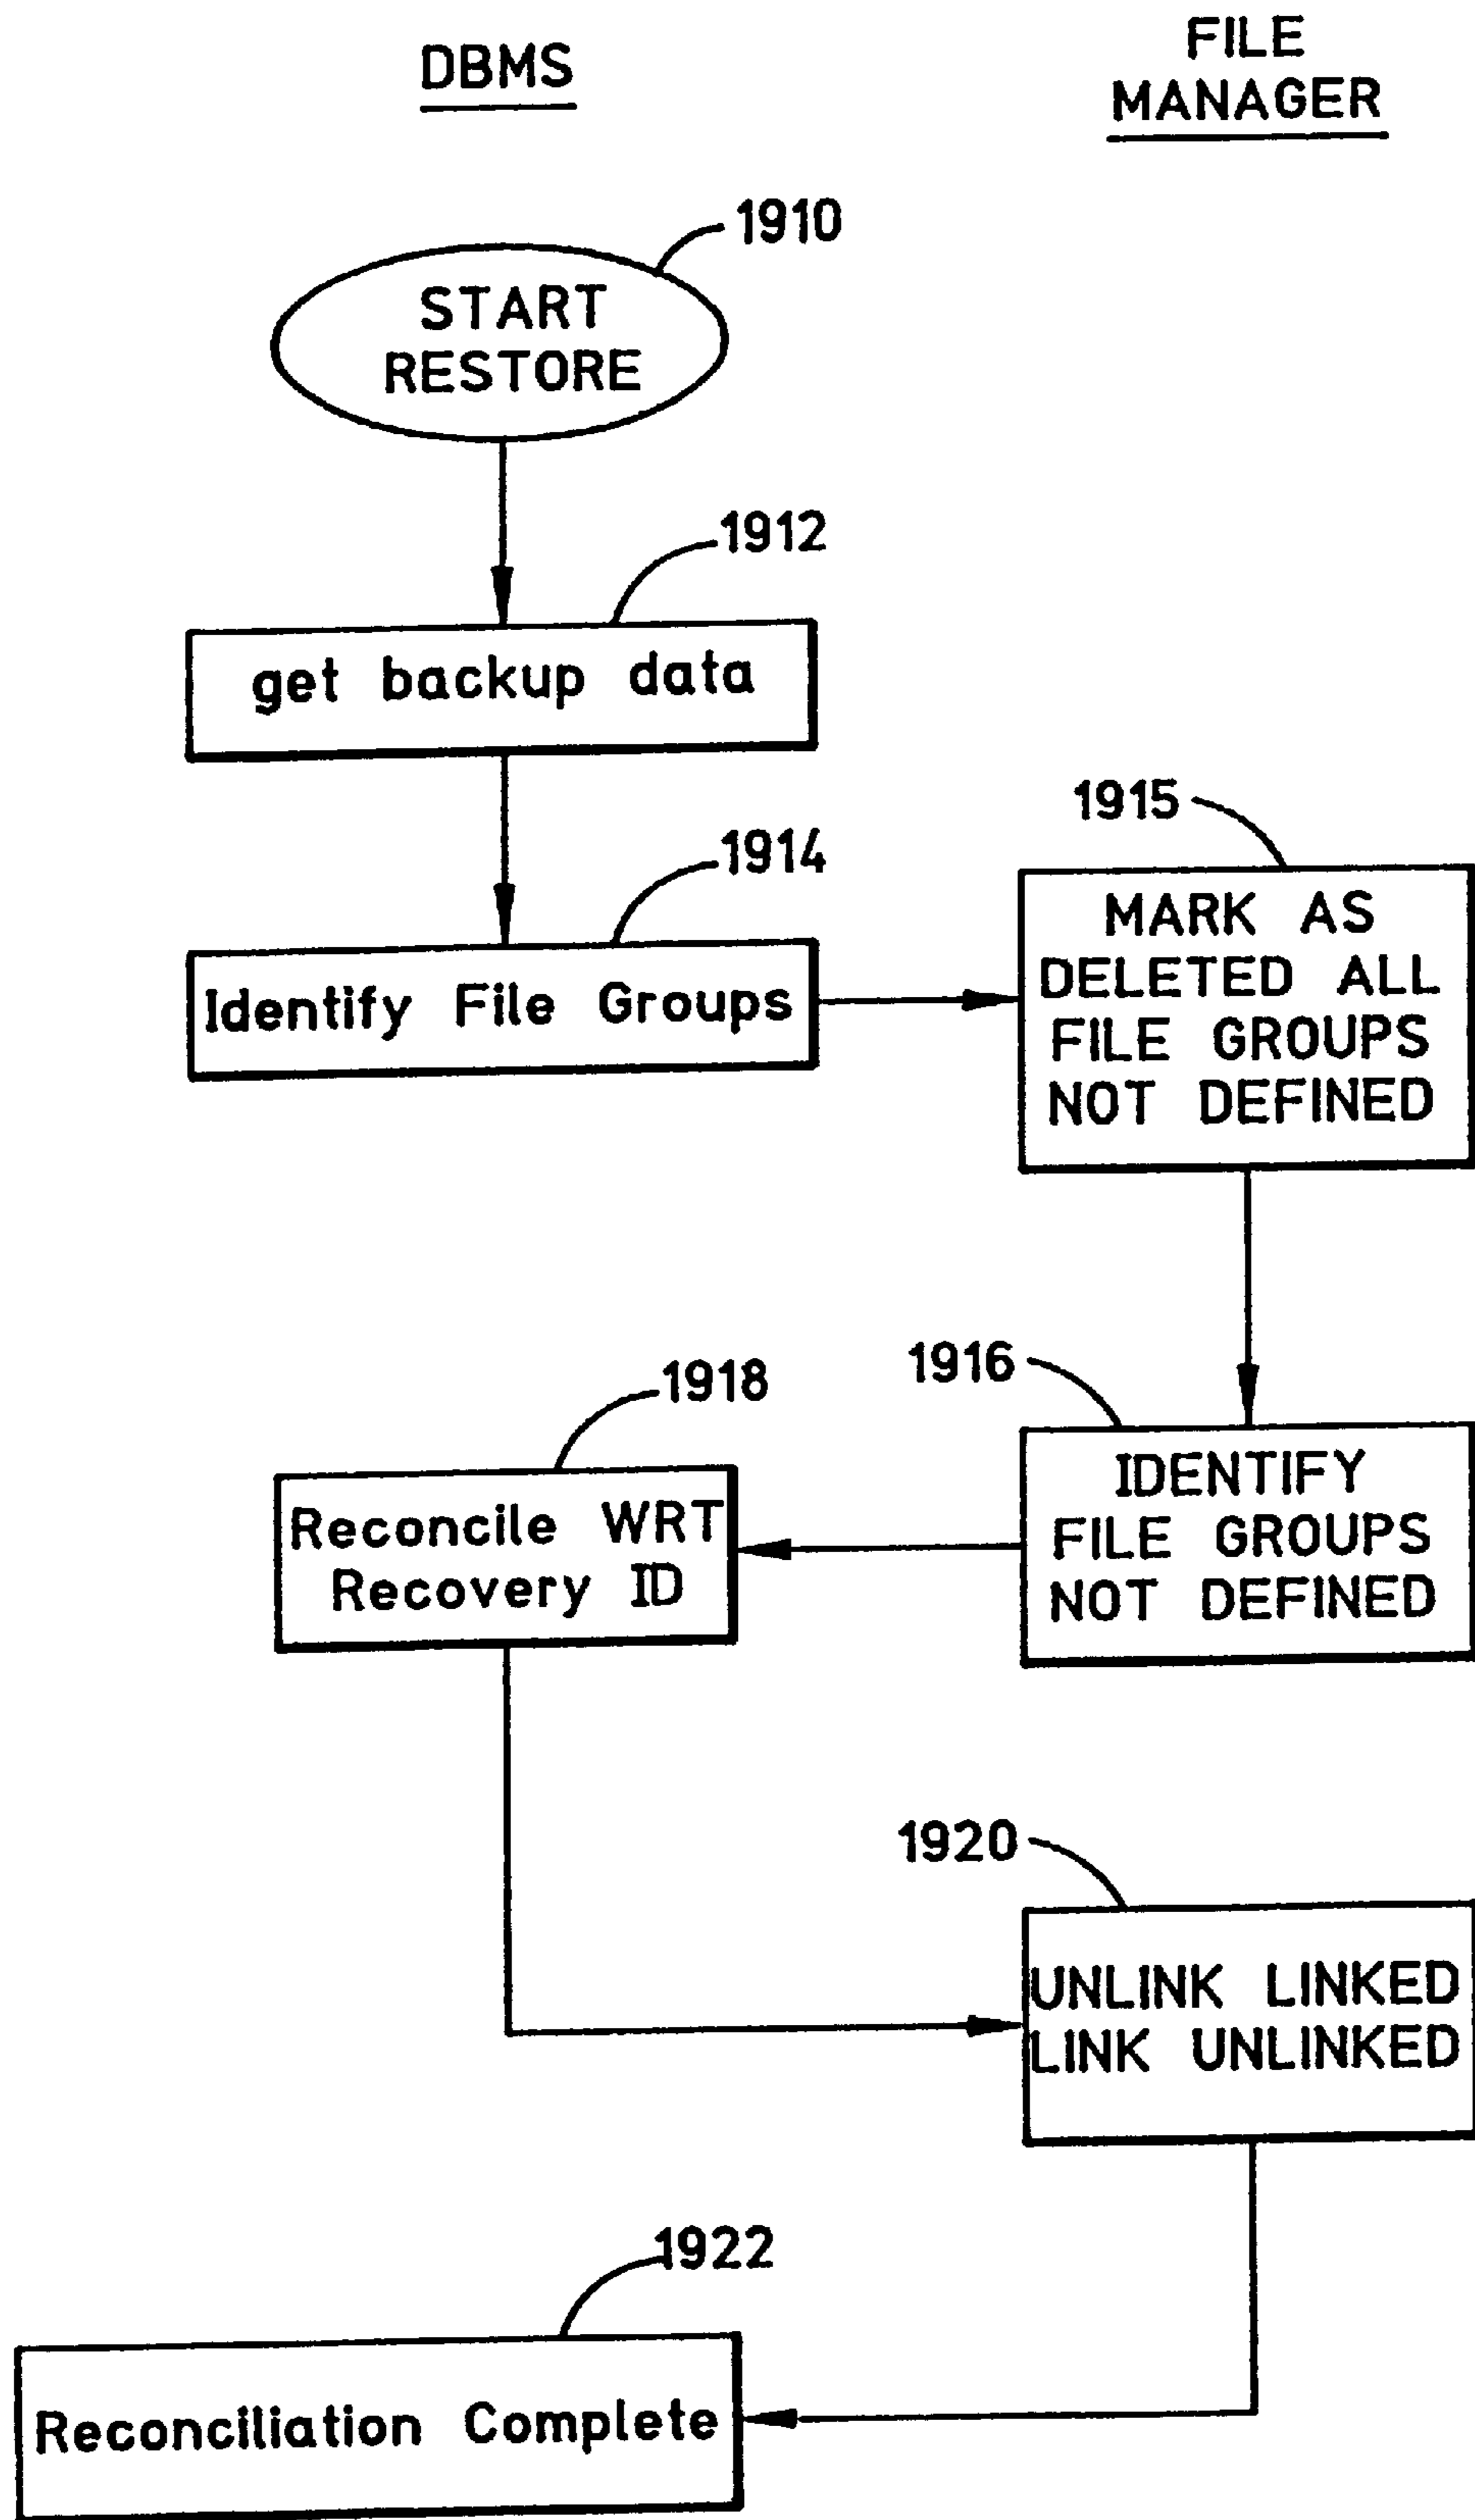 DBMS
FILE
MANAGER
1910
START
RESTORE
1912
get backup data
1914
Identify File Groups
1915
MARK AS
DELETED ALL
FILE GROUPS
NOT DEFINED
1916
IDENTIFY
FILE GROUPS
NOT DEFINED
1918
Reconcile WRT
Recovery ID
1920
UNLINK LINKED
LINK UNLINKED
1922
Reconciliation Complete